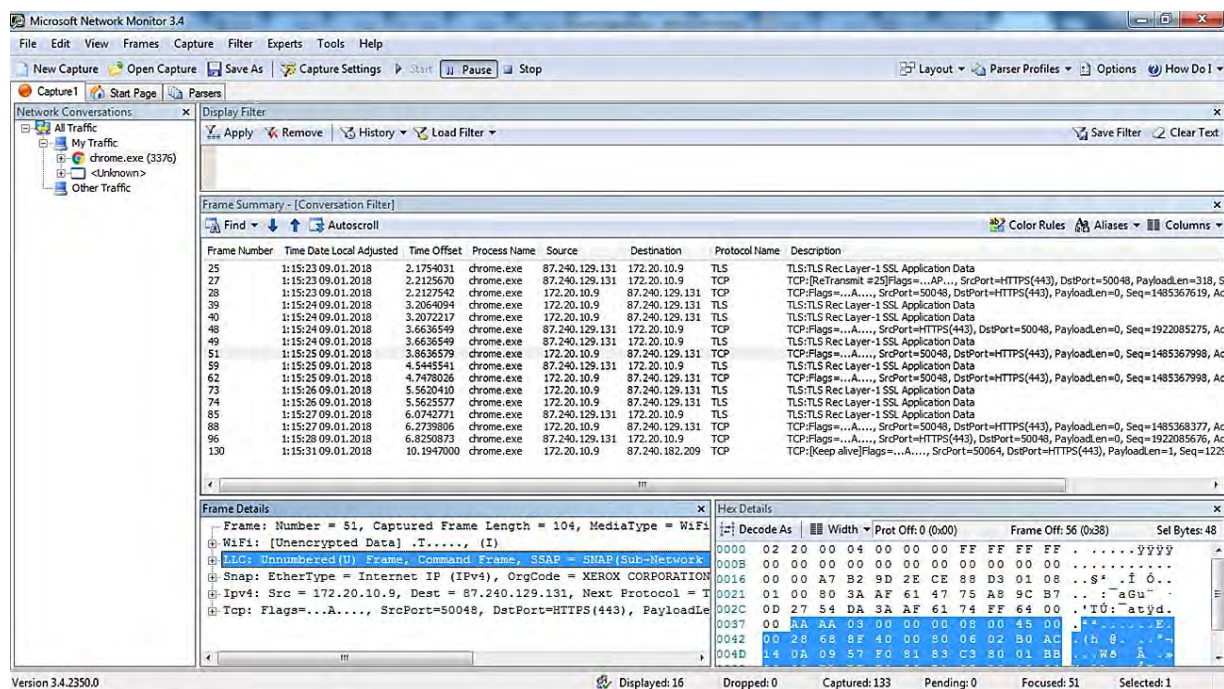 Microsoft Network Monitor 3.4
File Edit View Frames Capture Filter Experts Tools Help
New Capture Open Capture Save As Capture Settings Start Pause Stop Layout Parser Profiles Options How Do I
Capture1 Start Page Parsers
Network Conversations
All Traffic
My Traffic
chrome.exe (3376)
<Unknown>
Other Traffic
Display Filter
Apply Remove History Load Filter Save Filter Clear Text
Frame Summary - [Conversation Filter]
Find Autoscroll Color Rules Aliases Columns
Frame Number Time Date Local Adjusted Time Offset Process Name Source Destination Protocol Name Description
25 1:15:23 09.01.2018 2.1754031 chrome.exe 87.240.129.131 172.20.10.9 TLS TLS:TLS Rec Layer-1 SSL Application Data
27 1:15:23 09.01.2018 2.2125670 chrome.exe 87.240.129.131 172.20.10.9 TCP TCP:[ReTransmit #25]Flags=...AP..., SrcPort=HTTPS(443), DstPort=50048, PayloadLen=318, S
28 1:15:23 09.01.2018 2.2127542 chrome.exe 172.20.10.9 87.240.129.131 TCP TCP:Flags=...A...., SrcPort=50048, DstPort=HTTPS(443), PayloadLen=0, Seq=1485367619, Ac
39 1:15:24 09.01.2018 3.2064094 chrome.exe 172.20.10.9 87.240.129.131 TLS TLS:TLS Rec Layer-1 SSL Application Data
40 1:15:24 09.01.2018 3.2072217 chrome.exe 172.20.10.9 87.240.129.131 TLS TLS:TLS Rec Layer-1 SSL Application Data
48 1:15:24 09.01.2018 3.6636549 chrome.exe 87.240.129.131 172.20.10.9 TCP TCP:Flags=...A...., SrcPort=HTTPS(443), DstPort=50048, PayloadLen=0, Seq=1922085275, Ac
49 1:15:24 09.01.2018 3.6636549 chrome.exe 87.240.129.131 172.20.10.9 TLS TLS:TLS Rec Layer-1 SSL Application Data
51 1:15:25 09.01.2018 3.8636579 chrome.exe 172.20.10.9 87.240.129.131 TCP TCP:Flags=...A...., SrcPort=50048, DstPort=HTTPS(443), PayloadLen=0, Seq=1485367998, Ac
59 1:15:25 09.01.2018 4.5445541 chrome.exe 87.240.129.131 172.20.10.9 TLS TLS:TLS Rec Layer-1 SSL Application Data
62 1:15:25 09.01.2018 4.7478026 chrome.exe 172.20.10.9 87.240.129.131 TCP TCP:Flags=...A...., SrcPort=50048, DstPort=HTTPS(443), PayloadLen=0, Seq=1485367998, Ac
73 1:15:26 09.01.2018 5.5620410 chrome.exe 172.20.10.9 87.240.129.131 TLS TLS:TLS Rec Layer-1 SSL Application Data
74 1:15:26 09.01.2018 5.5625577 chrome.exe 172.20.10.9 87.240.129.131 TLS TLS:TLS Rec Layer-1 SSL Application Data
85 1:15:27 09.01.2018 6.0742771 chrome.exe 87.240.129.131 172.20.10.9 TLS TLS:TLS Rec Layer-1 SSL Application Data
88 1:15:27 09.01.2018 6.2739806 chrome.exe 172.20.10.9 87.240.129.131 TCP TCP:Flags=...A...., SrcPort=50048, DstPort=HTTPS(443), PayloadLen=0, Seq=1485368377, Ac
96 1:15:28 09.01.2018 6.8250873 chrome.exe 87.240.129.131 172.20.10.9 TCP TCP:Flags=...A...., SrcPort=HTTPS(443), DstPort=50048, PayloadLen=0, Seq=1922085676, Ac
130 1:15:31 09.01.2018 10.1947000 chrome.exe 172.20.10.9 87.240.182.209 TCP TCP:[Keep alive]Flags=...A...., SrcPort=50064, DstPort=HTTPS(443), PayloadLen=1, Seq=1229
Frame Details
Frame: Number = 51, Captured Frame Length = 104, MediaType = WiFi
WiFi: [Unencrypted Data] .T....., (I)
LLC: Unnumbered(U) Frame, Command Frame, SSAP = SNAP(Sub-Network
Snap: EtherType = Internet IP (IPv4), OrgCode = XEROX CORPORATION
Ipv4: Src = 172.20.10.9, Dest = 87.240.129.131, Next Protocol = T
Tcp: Flags=...A...., SrcPort=50048, DstPort=HTTPS(443), PayloadLe
Hex Details
Decode As Width Prot Off: 0 (0x00) Frame Off: 56 (0x38) Sel Bytes: 48
0000 02 20 00 04 00 00 00 FF FF FF FF . ......ÿÿÿÿ
000B 00 00 00 00 00 00 00 00 00 00 00 ...........
0016 00 00 A7 B2 9D 2E CE 88 D3 01 08
0021 01 00 80 3A AF 61 47 75 A8 9C B7
002C 0D 27 54 DA 3A AF 61 74 FF 64 00
0037 00 AA AA 03 00 00 00 08 00 45 00
0042 00 28 68 8F 40 00 80 06 02 B0 AC
004D 14 0A 09 57 F0 81 83 C3 80 01 BB
Version 3.4.2350.0 Displayed: 16 Dropped: 0 Captured: 133 Pending: 0 Focused: 51 Selected: 1